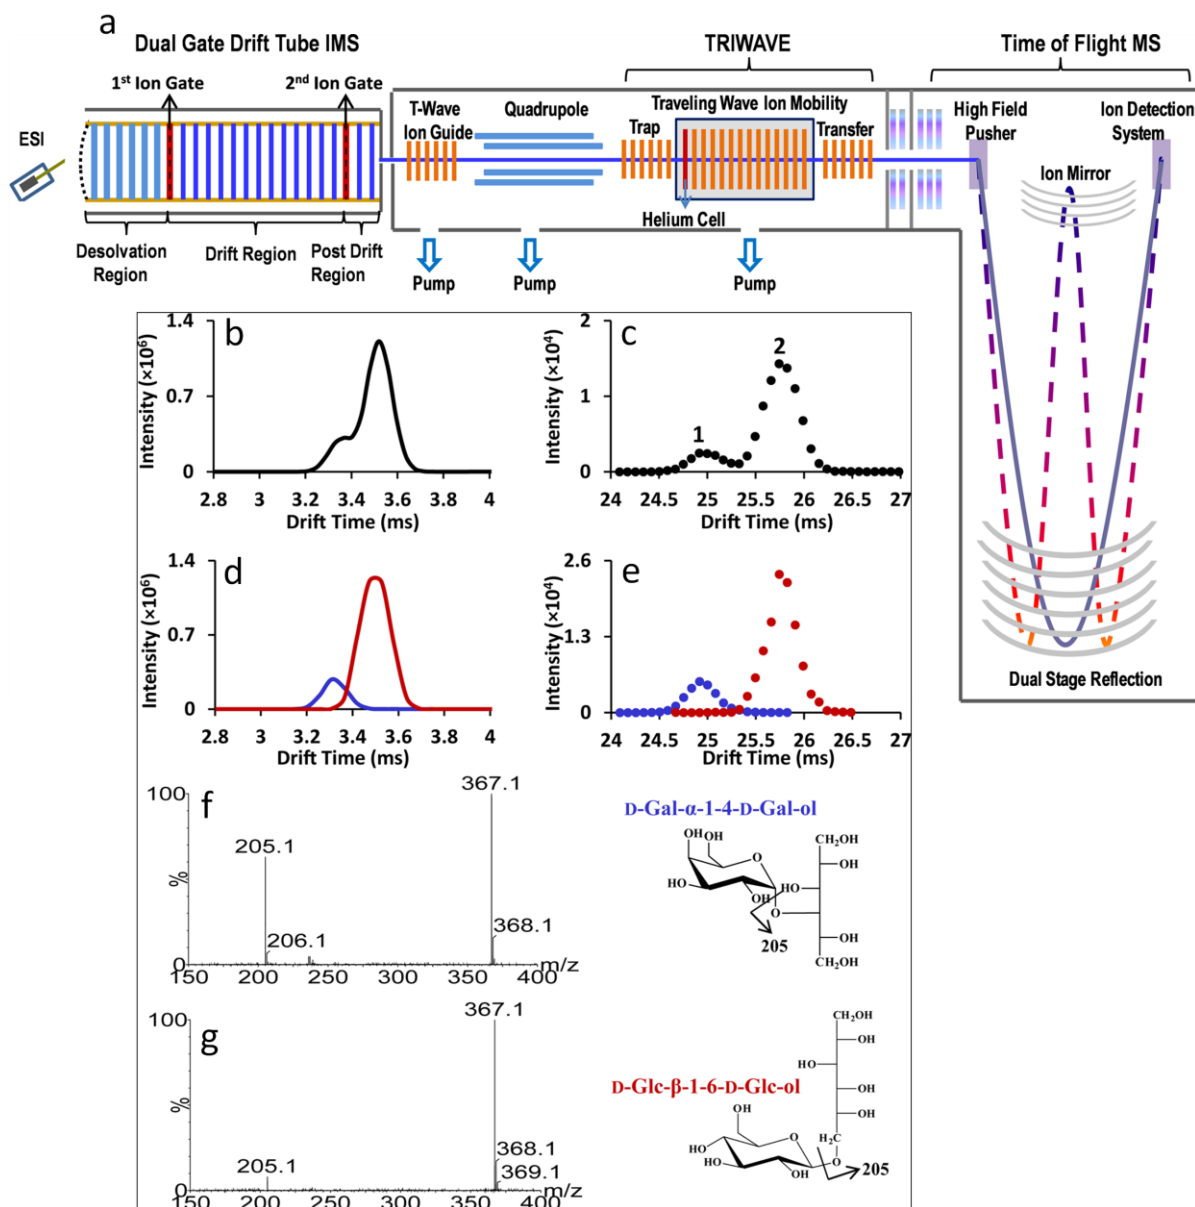 a
Dual Gate Drift Tube IMS
TRIWAVE
Time of Flight MS
1st Ion Gate
2nd Ion Gate
T-Wave
Ion Guide
Quadrupole
Traveling Wave Ion Mobility
Trap
Transfer
High Field
Pusher
Ion Detection
System
ESI
Ion Mirror
Helium Cell
Desolvation
Region
Drift Region
Post Drift
Region
Pump
Pump
Pump
Dual Stage Reflection
b
Intensity (×10⁶)
1.4
0.7
0
2.8 3 3.2 3.4 3.6 3.8 4
Drift Time (ms)
c
Intensity (×10⁴)
2
1
0
1
2
24 24.5 25 25.5 26 26.5 27
Drift Time (ms)
d
Intensity (×10⁶)
1.4
0.7
0
2.8 3 3.2 3.4 3.6 3.8 4
Drift Time (ms)
e
Intensity (×10⁴)
2.6
1.3
0
24 24.5 25 25.5 26 26.5 27
Drift Time (ms)
f
100
%
0
367.1
205.1
206.1
368.1
150 200 250 300 350 400 m/z
D-Gal-α-1-4-D-Gal-ol
OH
OH
O
HO
OH
O
205
CH₂OH
OH
HO
OH
CH₂OH
g
100
%
0
367.1
368.1
369.1
205.1
150 200 250 300 350 400 m/z
D-Glc-β-1-6-D-Glc-ol
CH₂OH
OH
HO
OH
OH
H₂C
O
205
OH
O
HO
HO
OH